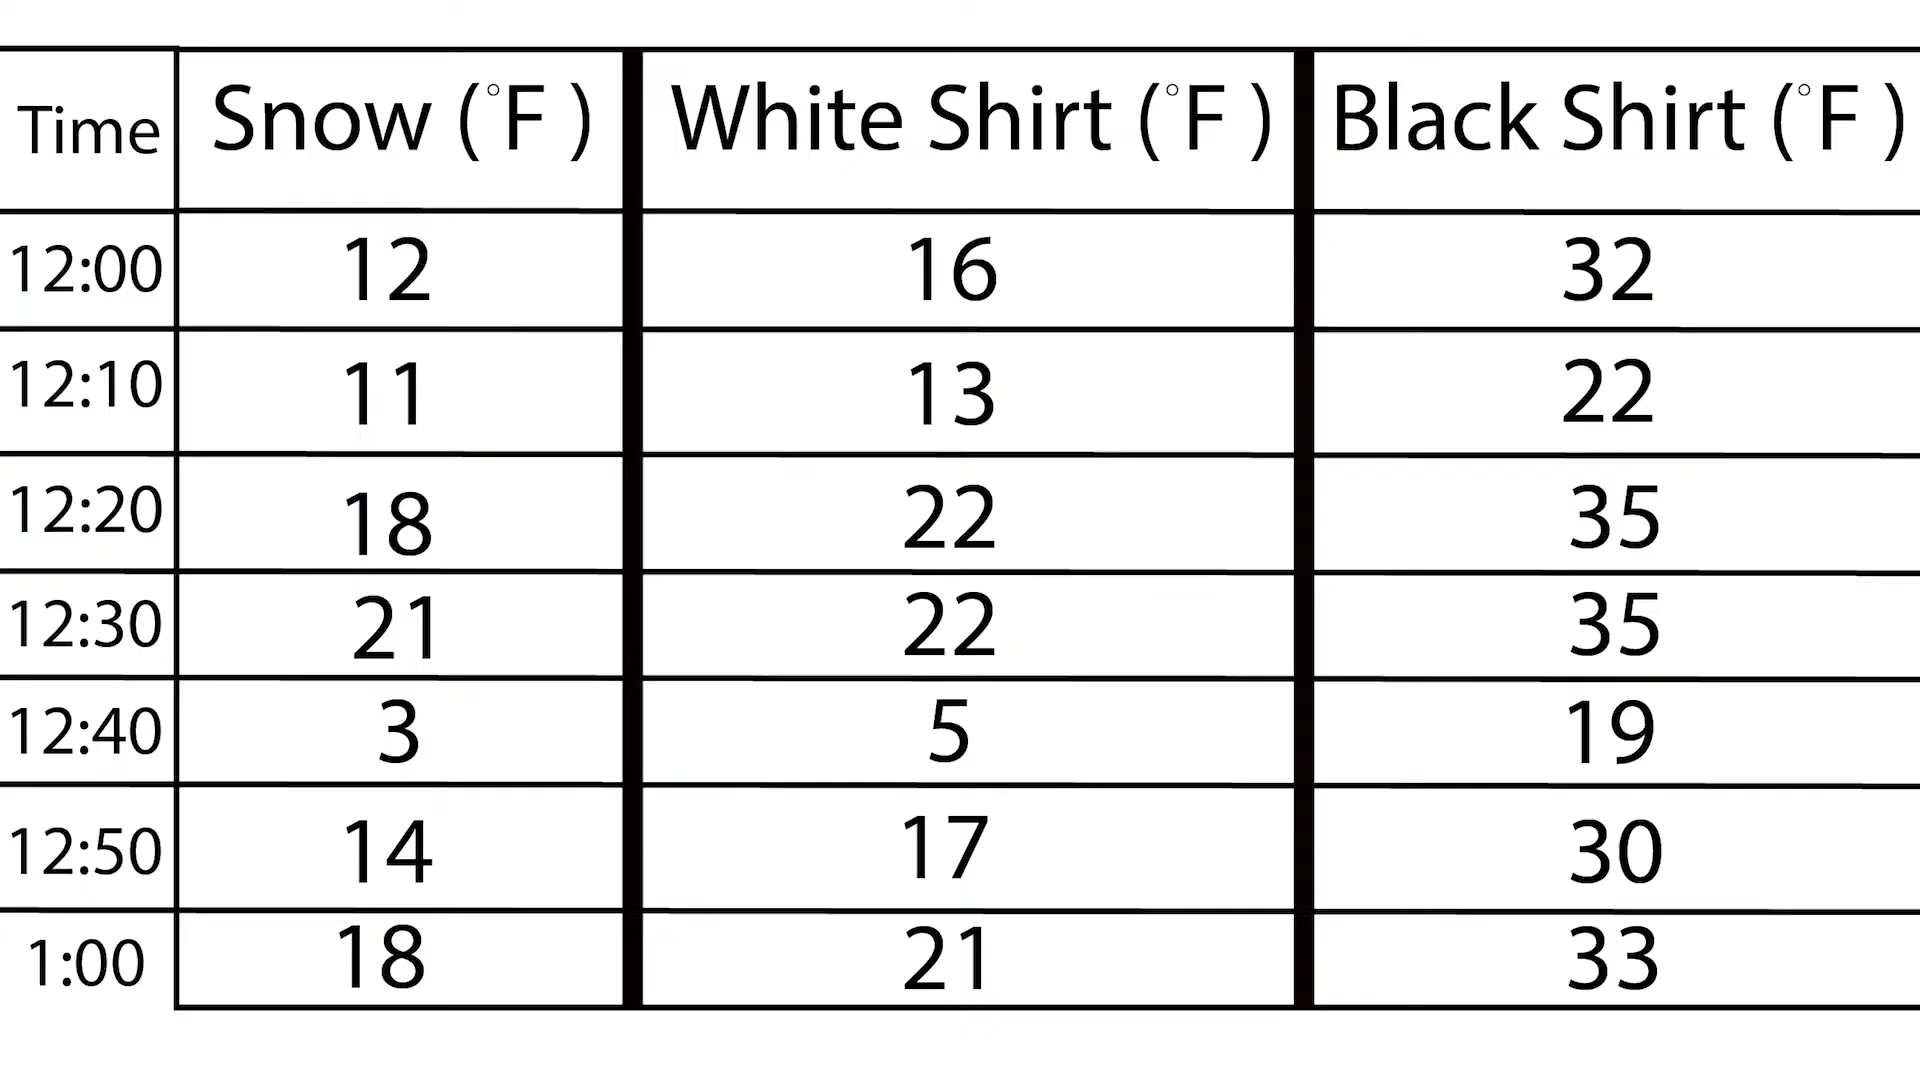 Time Snow (°F ) White Shirt (°F ) Black Shirt (°F )
12:00 12 16 32
12:10 11 13 22
12:20 18 22 35
12:30 21 22 35
12:40 3 5 19
12:50 14 17 30
1:00 18 21 33